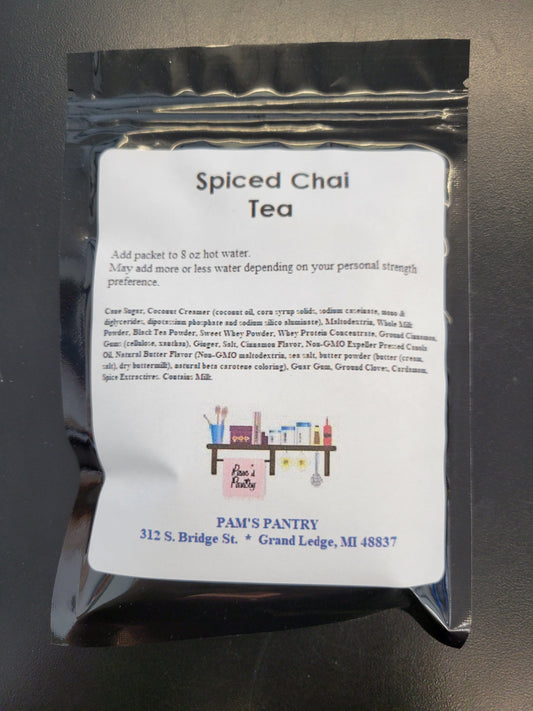 Spiced Chai
Tea
Add packet to 8 oz hot water.
May add more or less water depending on your personal strength
preference.
Cane Sugar, Coconut Creamer (coconut oil, corn syrup solids, sodium caseinate, mono &
diglycerides, dipotassium phosphate and sodium silico aluminate), Maltodextrin, Whole Milk
Powder, Black Tea Powder, Sweet Whey Powder, Whey Protein Concentrate, Ground Cinnamon,
Gums (cellulose, xanthan), Ginger, Salt, Cinnamon Flavor, Non-GMO Expeller Pressed Canola
Oil, Natural Butter Flavor (Non-GMO maltodextrin, sea salt, butter powder (butter (cream,
salt), dry buttermilk), natural beta carotene coloring), Guar Gum, Ground Cloves, Cardamon,
Spice Extractives. Contains Milk.
Pam's
Pantry
PAM'S PANTRY
312 S. Bridge St. * Grand Ledge, MI 48837